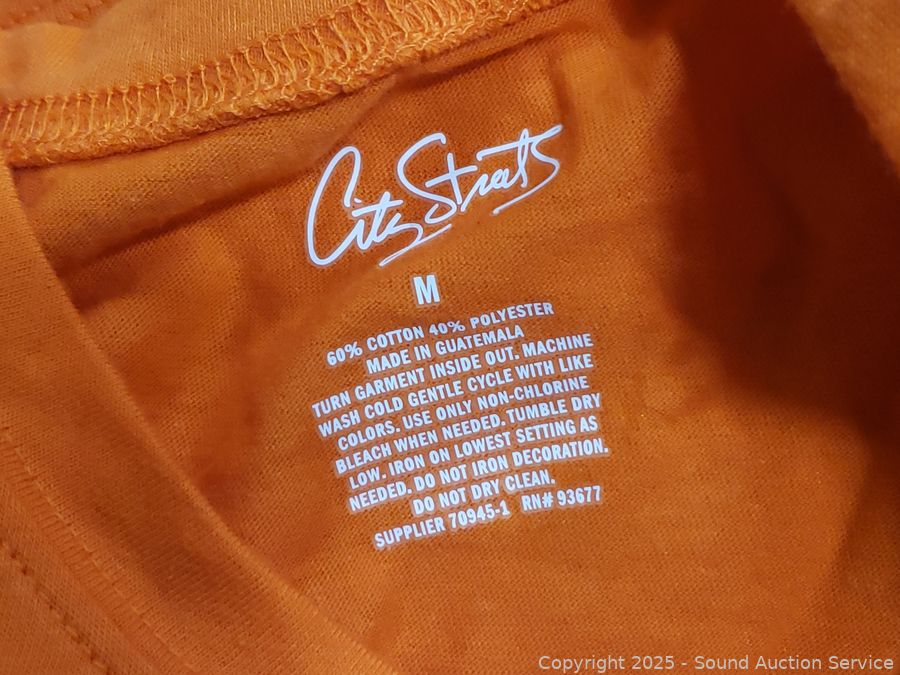 City Streets
M
60% COTTON 40% POLYESTER
MADE IN GUATEMALA
TURN GARMENT INSIDE OUT. MACHINE
WASH COLD GENTLE CYCLE WITH LIKE
COLORS. USE ONLY NON-CHLORINE
BLEACH WHEN NEEDED. TUMBLE DRY
LOW. IRON ON LOWEST SETTING AS
NEEDED. DO NOT IRON DECORATION.
DO NOT DRY CLEAN.
SUPPLIER 70945-1 RN# 93677
Copyright 2025 - Sound Auction Service